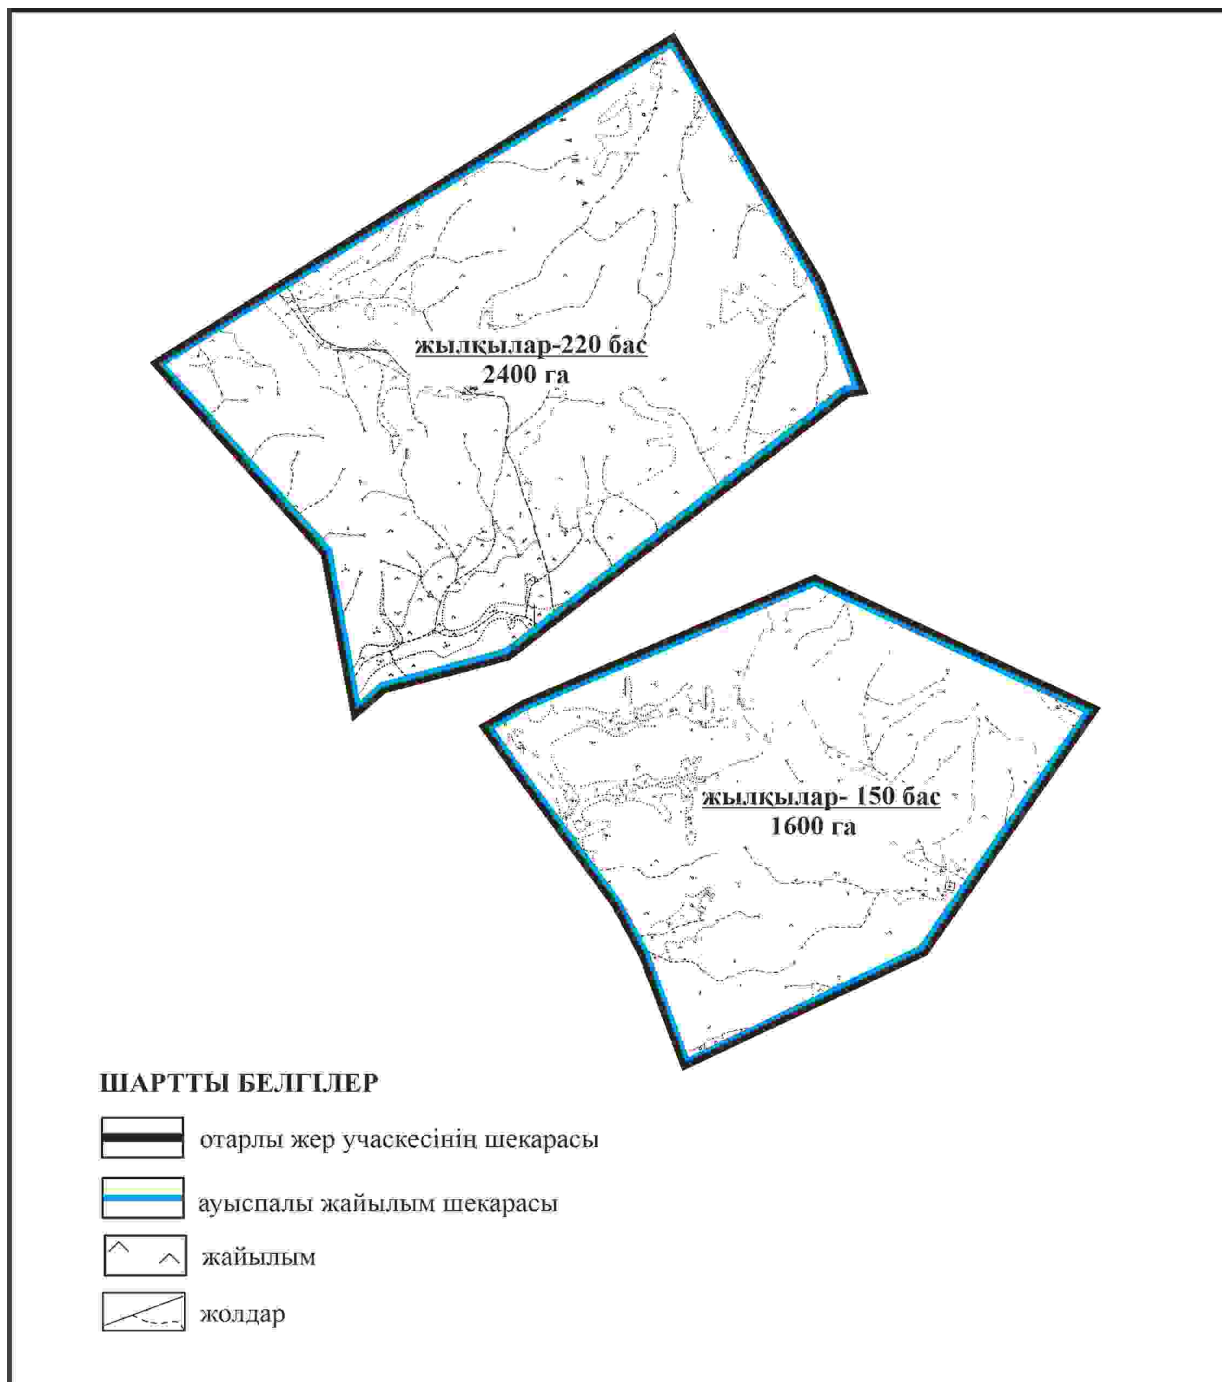 жылқылар-220 бас
2400 га
жылқылар- 150 бас
1600 га
ШАРТТЫ БЕЛГІЛЕР
отарлы жер учаскесінің шекарасы
ауыспалы жайылым шекарасы
жайылым
жолдар